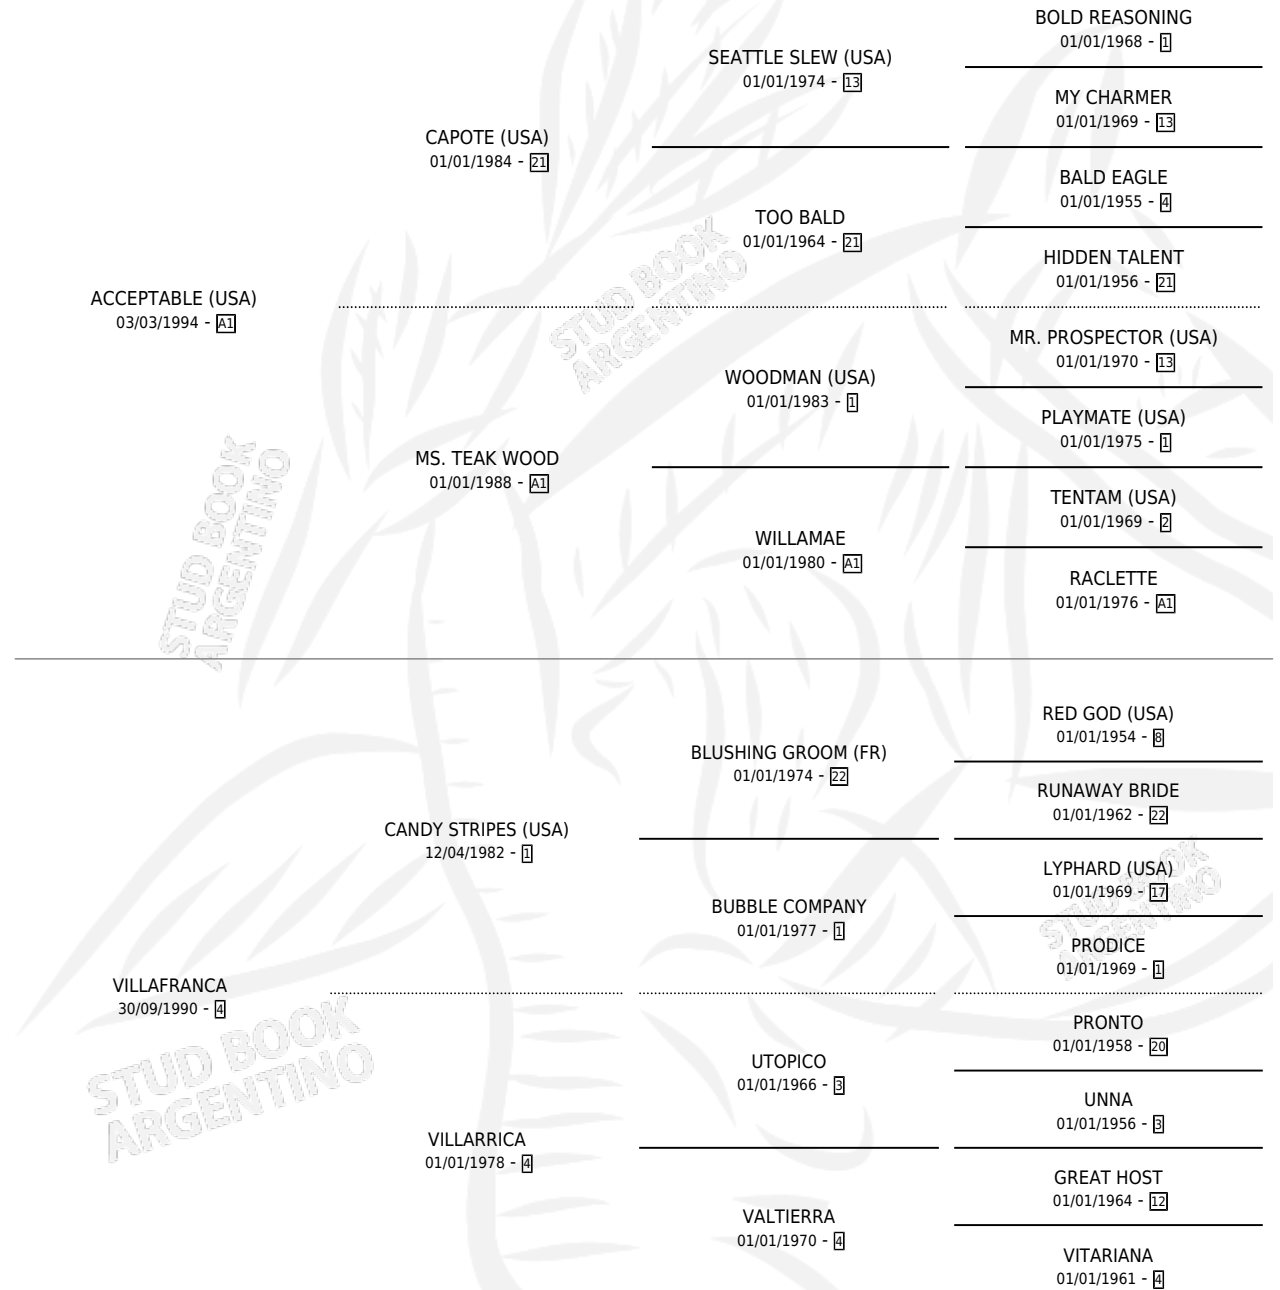 BOLD REASONING
01/01/1968 - 1
SEATTLE SLEW (USA)
01/01/1974 - 13
MY CHARMER
01/01/1969 - 13
CAPOTE (USA)
01/01/1984 - 21
BALD EAGLE
01/01/1955 - 4
TOO BALD
01/01/1964 - 21
HIDDEN TALENT
01/01/1956 - 21
ACCEPTABLE (USA)
03/03/1994 - A1
STUD BOOK
ARGENTINO
MR. PROSPECTOR (USA)
01/01/1970 - 13
WOODMAN (USA)
01/01/1983 - 1
PLAYMATE (USA)
01/01/1975 - 1
MS. TEAK WOOD
01/01/1988 - A1
TENTAM (USA)
01/01/1969 - 2
WILLAMAE
01/01/1980 - A1
RACLETTE
01/01/1976 - A1
STUD BOOK
ARGENTINO
RED GOD (USA)
01/01/1954 - 8
BLUSHING GROOM (FR)
01/01/1974 - 22
RUNAWAY BRIDE
01/01/1962 - 22
CANDY STRIPES (USA)
12/04/1982 - 1
LYPHARD (USA)
01/01/1969 - 17
BUBBLE COMPANY
01/01/1977 - 1
PRODICE
01/01/1969 - 1
STUD BOOK
ARGENTINO
VILLAFRANCA
30/09/1990 - 4
PRONTO
01/01/1958 - 20
UTOPICO
01/01/1966 - 3
UNNA
01/01/1956 - 3
STUD BOOK
ARGENTINO
VILLARRICA
01/01/1978 - 4
GREAT HOST
01/01/1964 - 12
VALTIERRA
01/01/1970 - 4
VITARIANA
01/01/1961 - 4